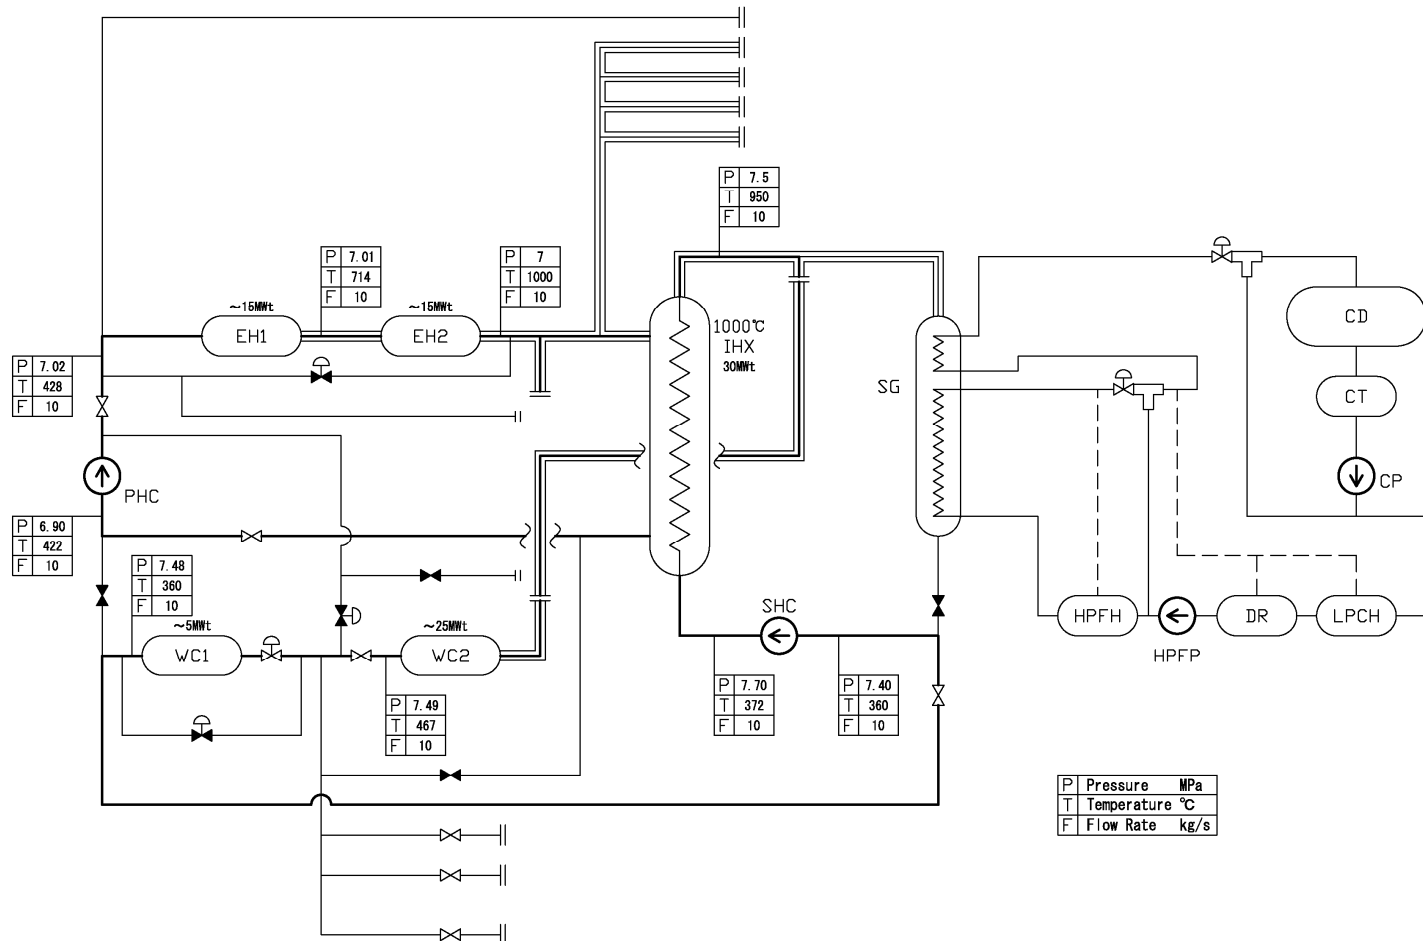 P 7.5
T 950
F 10
P 7.01
T 714
F 10
P 7
T 1000
F 10
~15MWt
EH1
~15MWt
EH2
1000℃
IHX
30MWt
CD
P 7.02
T 428
F 10
SG
CT
PHC
CP
P 6.90
T 422
F 10
P 7.48
T 360
F 10
~5MWt
WC1
~25MWt
WC2
SHC
HPFH
HPFP
DR
LPCH
P 7.49
T 467
F 10
P 7.70
T 372
F 10
P 7.40
T 360
F 10
P Pressure MPa
T Temperature ℃
F Flow Rate kg/s